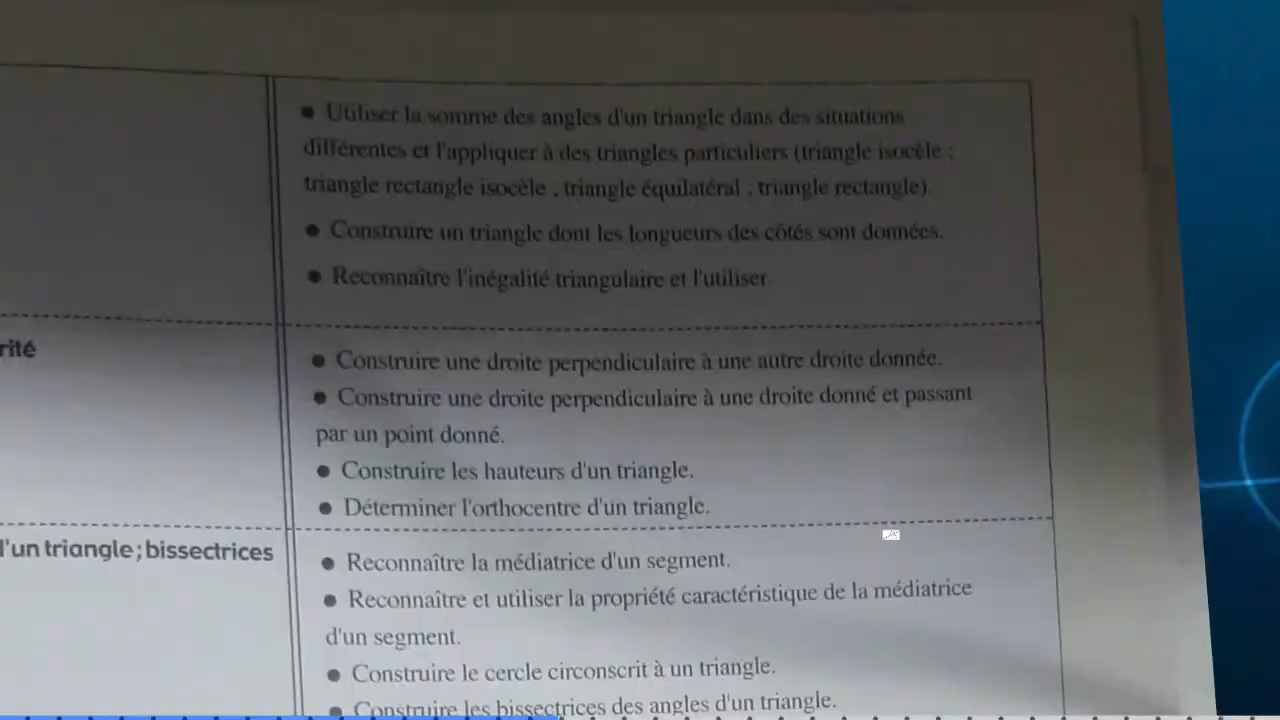 ● Utiliser la somme des angles d'un triangle dans des situations
différentes et l'appliquer à des triangles particuliers (triangle isocèle ;
triangle rectangle isocèle ; triangle équilatéral ; triangle rectangle).
● Construire un triangle dont les longueurs des côtés sont données.
● Reconnaître l'inégalité triangulaire et l'utiliser
rité
● Construire une droite perpendiculaire à une autre droite donnée.
● Construire une droite perpendiculaire à une droite donné et passant
par un point donné.
● Construire les hauteurs d'un triangle.
● Déterminer l'orthocentre d'un triangle.
l'un triangle ; bissectrices
● Reconnaître la médiatrice d'un segment.
● Reconnaître et utiliser la propriété caractéristique de la médiatrice
d'un segment.
● Construire le cercle circonscrit à un triangle.
● Construire les bissectrices des angles d'un triangle.